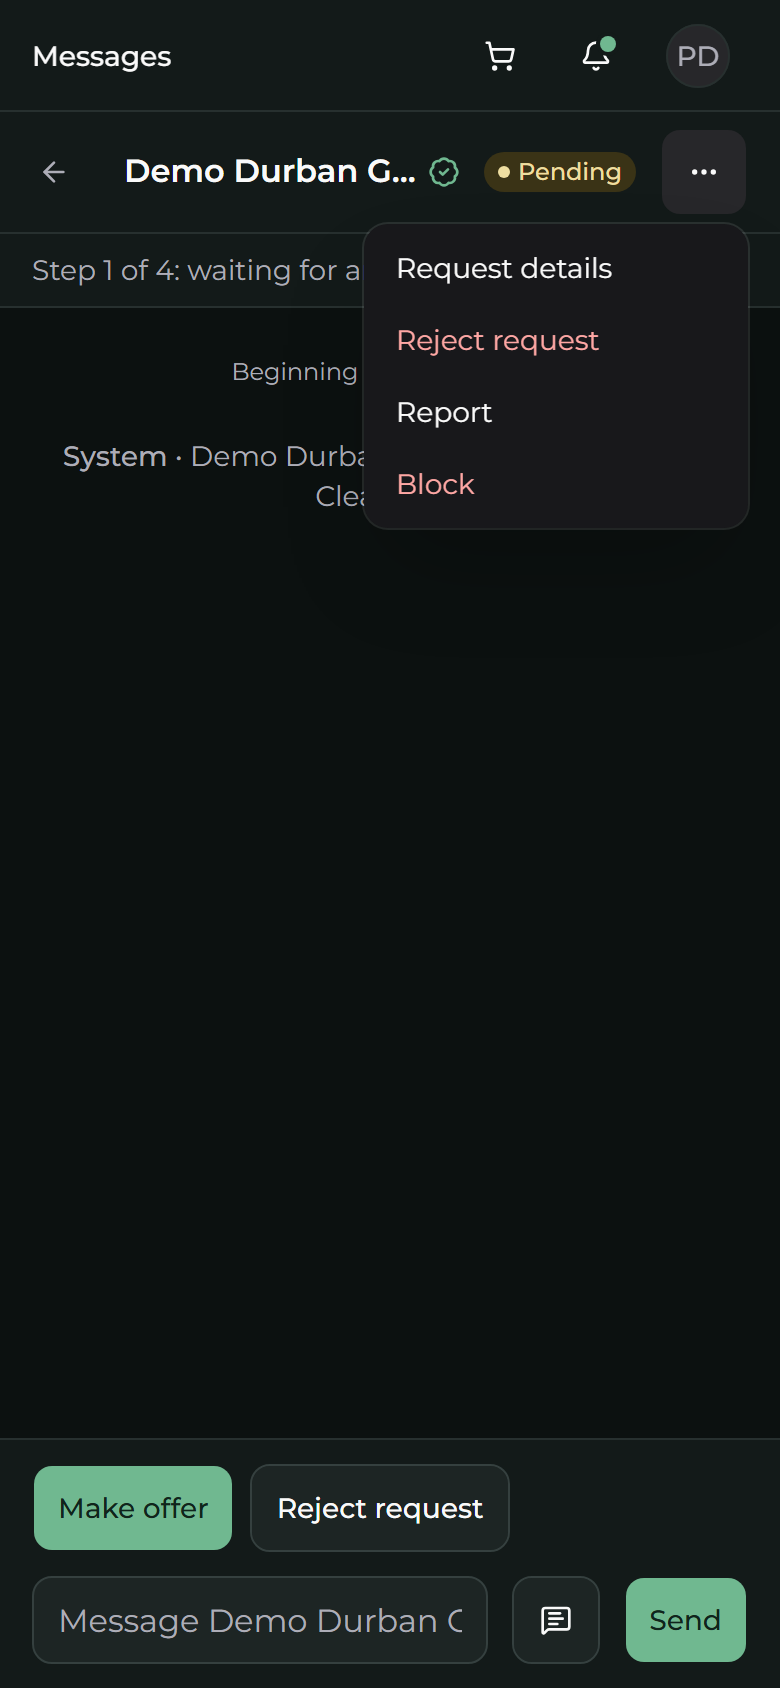 Messages
PD
Demo Durban G...
Pending
Step 1 of 4: waiting for a
Request details
Reject request
Report
Block
Beginning
System · Demo Durba
Clea
Make offer
Reject request
Message Demo Durban
Send